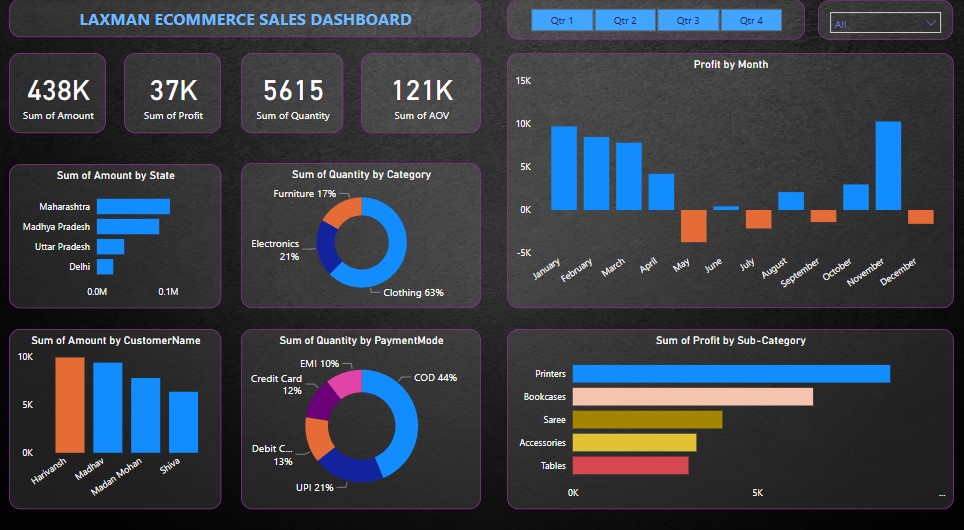 LAXMAN ECOMMERCE SALES DASHBOARD
Qtr 1
Qtr 2
Qtr 3
Qtr 4
All
438K
Sum of Amount
37K
Sum of Profit
5615
Sum of Quantity
121K
Sum of AOV
Profit by Month
15K
10K
5K
0K
-5K
January
February
March
April
May
June
July
August
September
October
November
December
Sum of Amount by State
Maharashtra
Madhya Pradesh
Uttar Pradesh
Delhi
0.0M
0.1M
Sum of Quantity by Category
Furniture 17%
Electronics
21%
Clothing 63%
Sum of Amount by CustomerName
10K
5K
0K
Harivansh
Madhav
Madan Mohan
Shiva
Sum of Quantity by PaymentMode
EMI 10%
COD 44%
Credit Card
12%
Debit C...
13%
UPI 21%
Sum of Profit by Sub-Category
Printers
Bookcases
Saree
Accessories
Tables
0K
5K
...